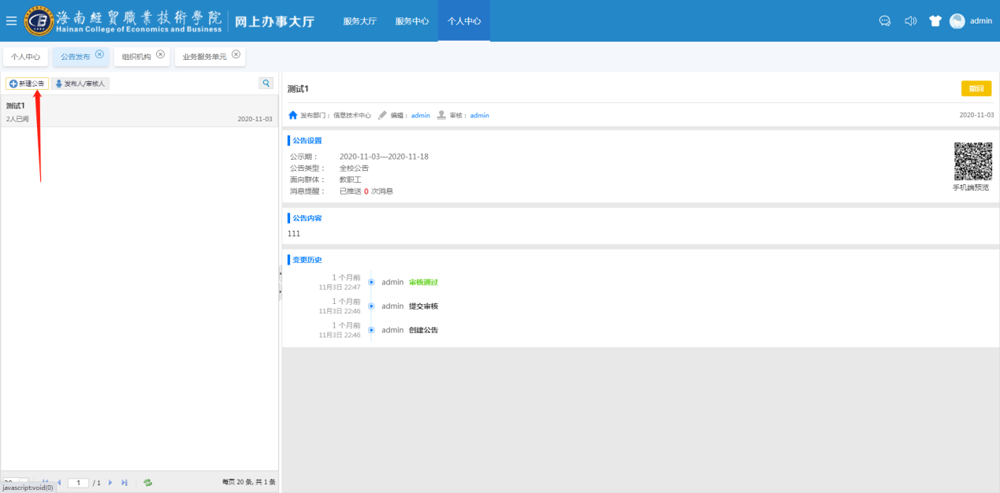 海南經貿職業技術學院
Hainan College of Economics and Business
网上办事大厅
服务大厅 服务中心 个人中心
admin
个人中心 公告发布 组织机构 业务服务单元
新建公告 发布人/审核人
测试1
2人已阅 2020-11-03
测试1
撤回
发布部门： 信息技术中心 编辑： admin 审核： admin 2020-11-03
公告设置
公示期： 2020-11-03—2020-11-18
公告类型： 全校公告
面向群体： 教职工
消息提醒： 已推送 0 次消息
手机端预览
公告内容
111
变更历史
1 个月前
11月3日 22:47
admin 审核通过
1 个月前
11月3日 22:46
admin 提交审核
1 个月前
11月3日 22:46
admin 创建公告
1 / 1 每页 20 条, 共 1 条
javascript:void(0)